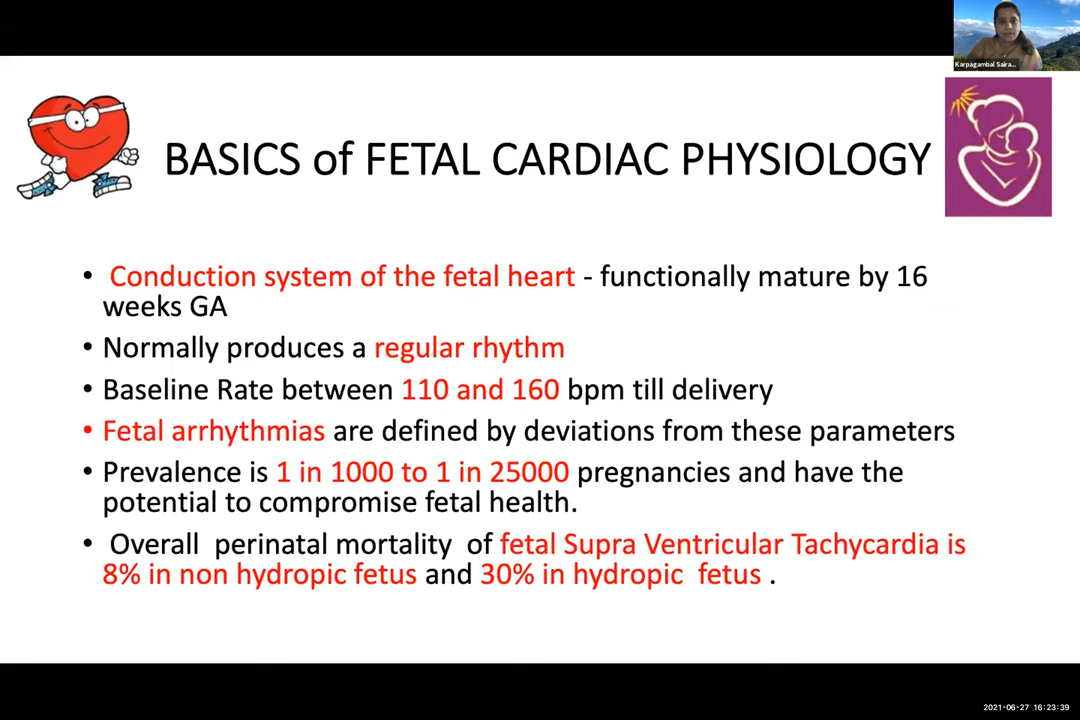 Karpagambal Saira...
BASICS of FETAL CARDIAC PHYSIOLOGY
• Conduction system of the fetal heart - functionally mature by 16
weeks GA
• Normally produces a regular rhythm
• Baseline Rate between 110 and 160 bpm till delivery
• Fetal arrhythmias are defined by deviations from these parameters
• Prevalence is 1 in 1000 to 1 in 25000 pregnancies and have the
potential to compromise fetal health.
• Overall perinatal mortality of fetal Supra Ventricular Tachycardia is
8% in non hydropic fetus and 30% in hydropic fetus .
2021-06-27 16:23:39